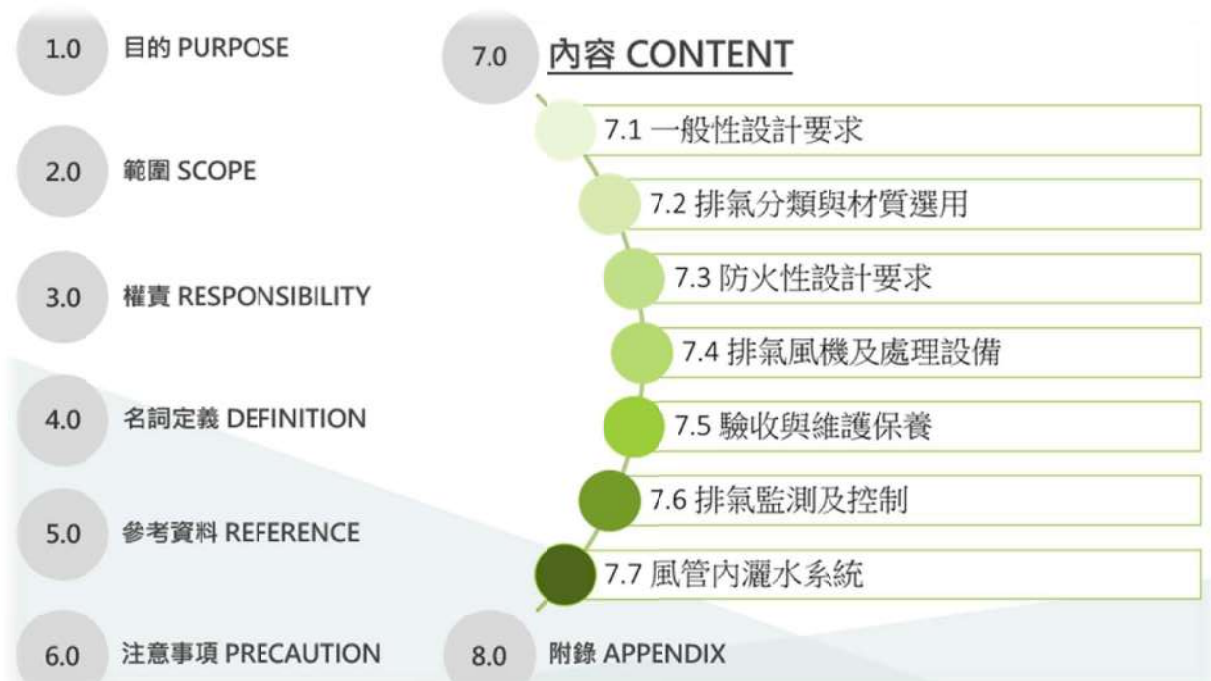 1.0 目的 PURPOSE
2.0 範圍 SCOPE
3.0 權責 RESPONSIBILITY
4.0 名詞定義 DEFINITION
5.0 參考資料 REFERENCE
6.0 注意事項 PRECAUTION
7.0 內容 CONTENT
7.1 一般性設計要求
7.2 排氣分類與材質選用
7.3 防火性設計要求
7.4 排氣風機及處理設備
7.5 驗收與維護保養
7.6 排氣監測及控制
7.7 風管內灑水系統
8.0 附錄 APPENDIX